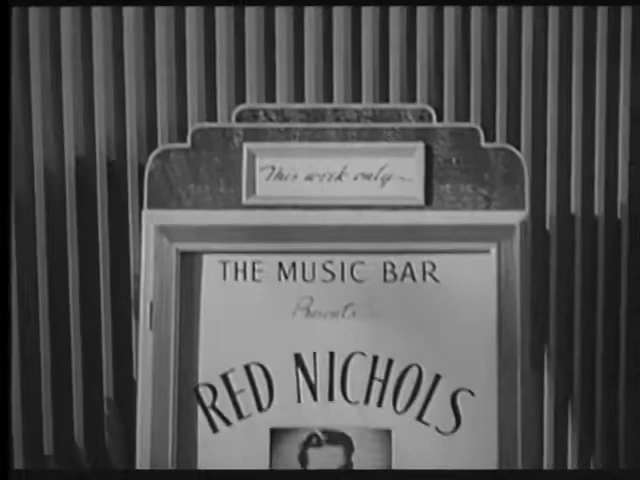 This week only
THE MUSIC BAR
Presents
RED NICHOLS